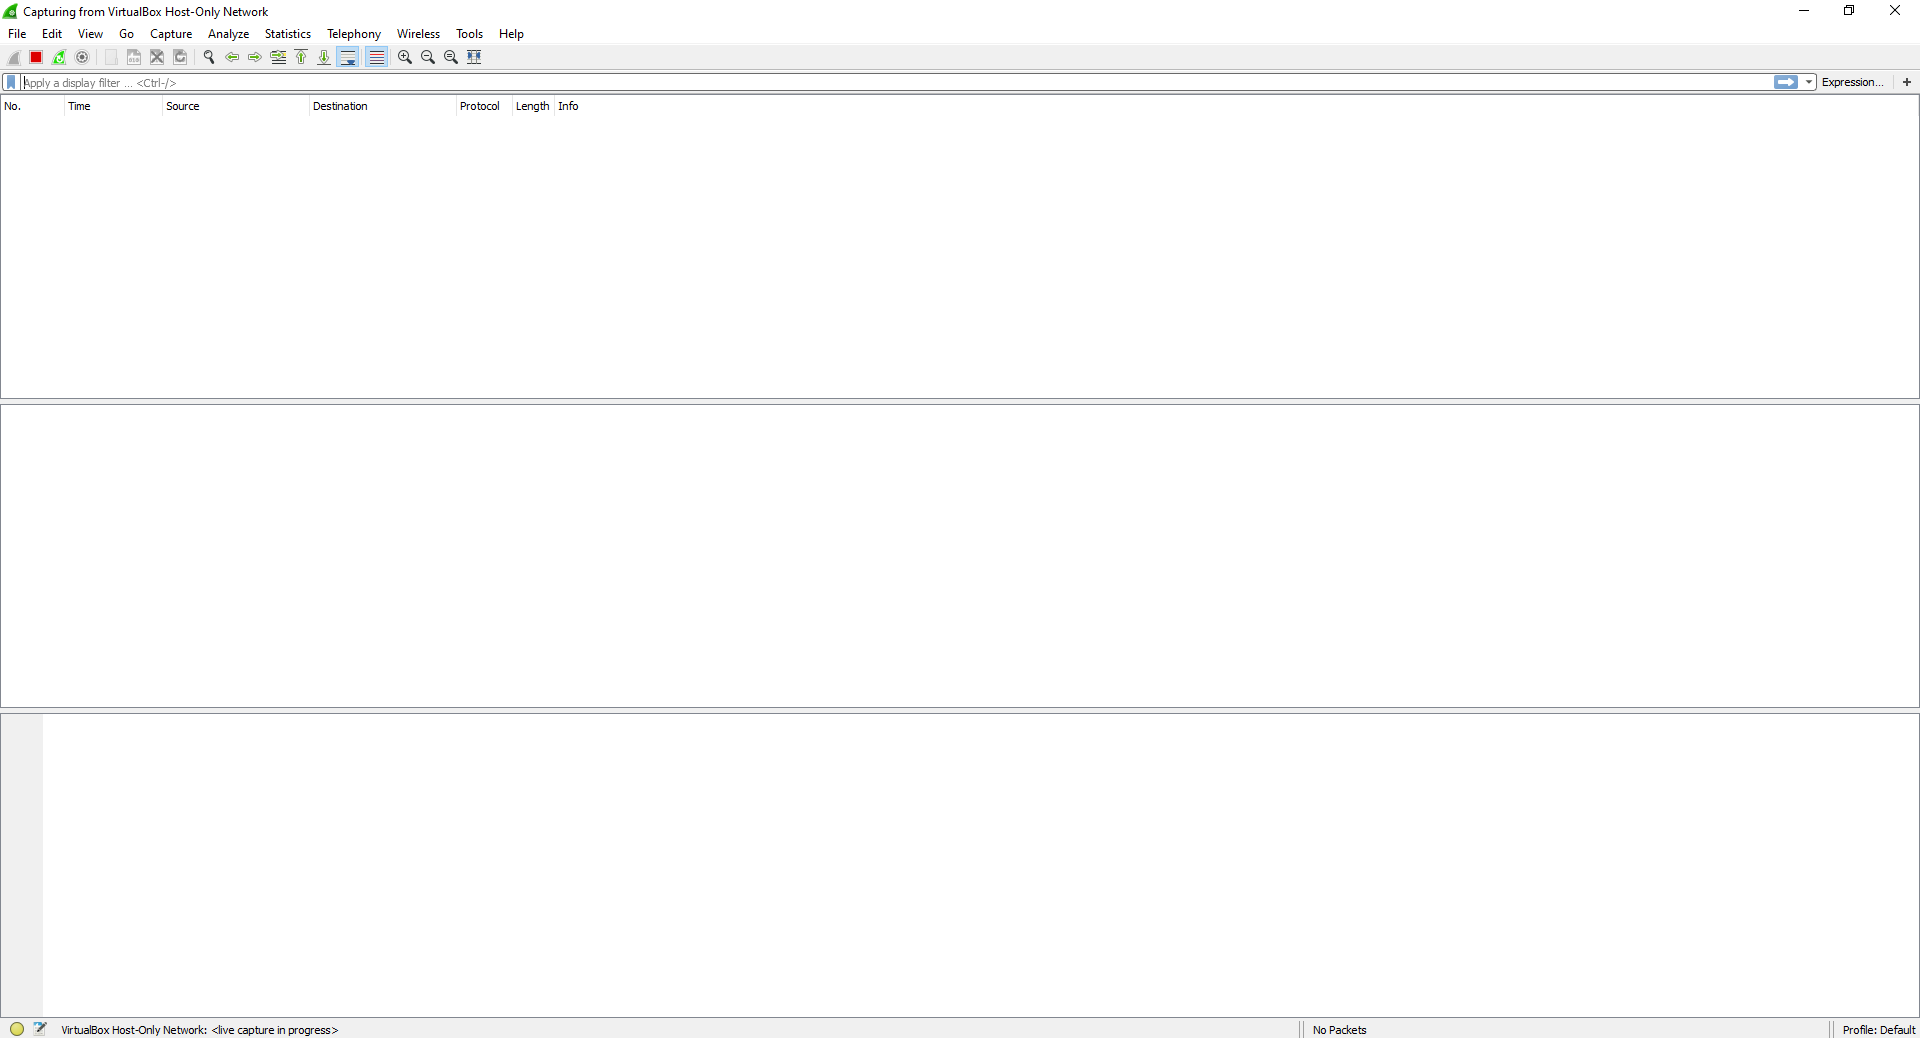 Capturing from VirtualBox Host-Only Network
File Edit View Go Capture Analyze Statistics Telephony Wireless Tools Help
Apply a display filter ... <Ctrl-/> Expression... +
No. Time Source Destination Protocol Length Info
VirtualBox Host-Only Network: <live capture in progress> No Packets Profile: Default